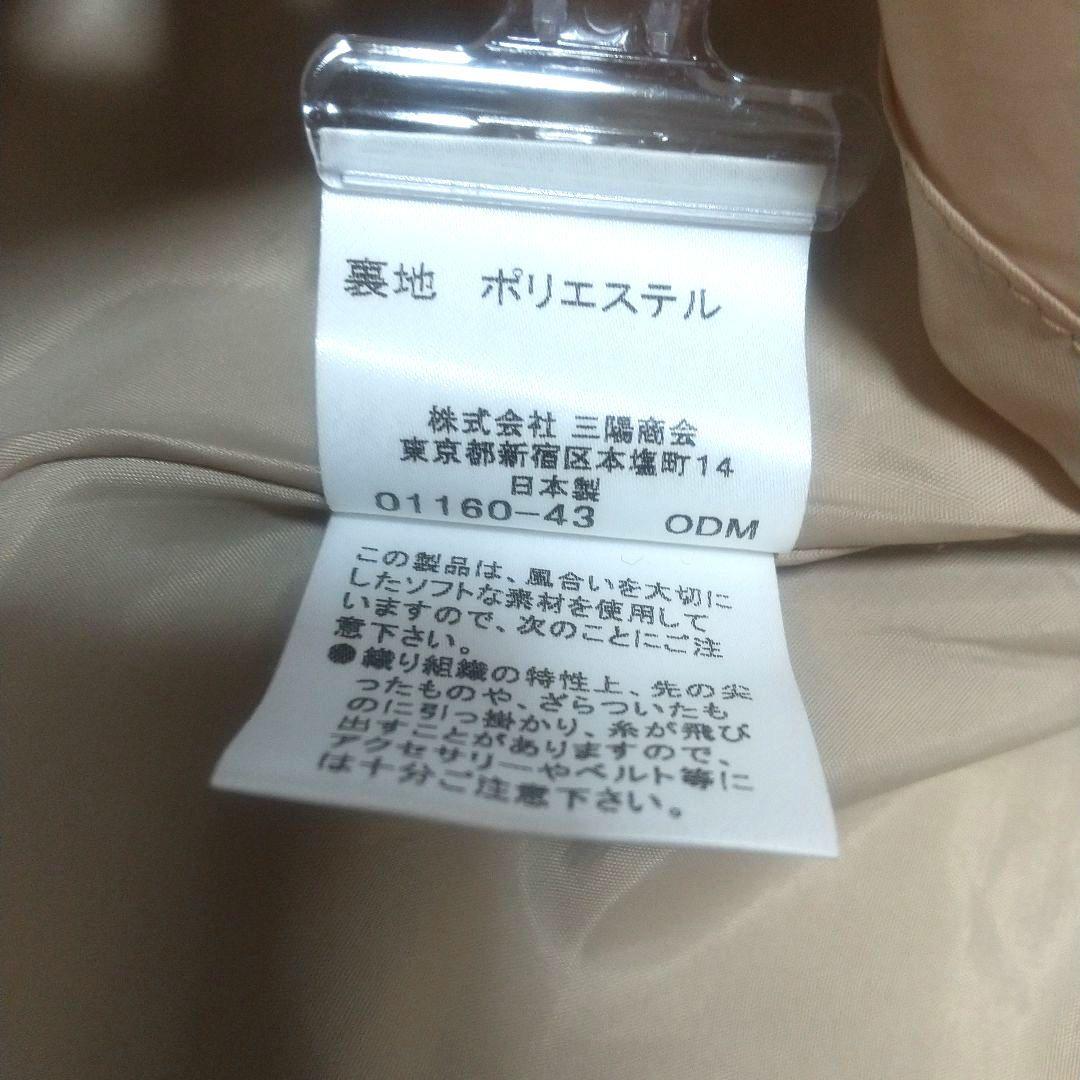 裏地 ポリエステル
株式会社 三陽商会
東京都新宿区本塩町14
日本製
01160-43 ODM
この製品は、風合いを大切に
したソフトな素材を使用して
いますので、次のことにご注
意下さい。
●織り組織の特性上、先の尖
ったものや、ざらついたも
のに引っ掛かり、糸が飛び
出すことがありますので、
アクセサリーやベルト等に
は十分ご注意下さい。